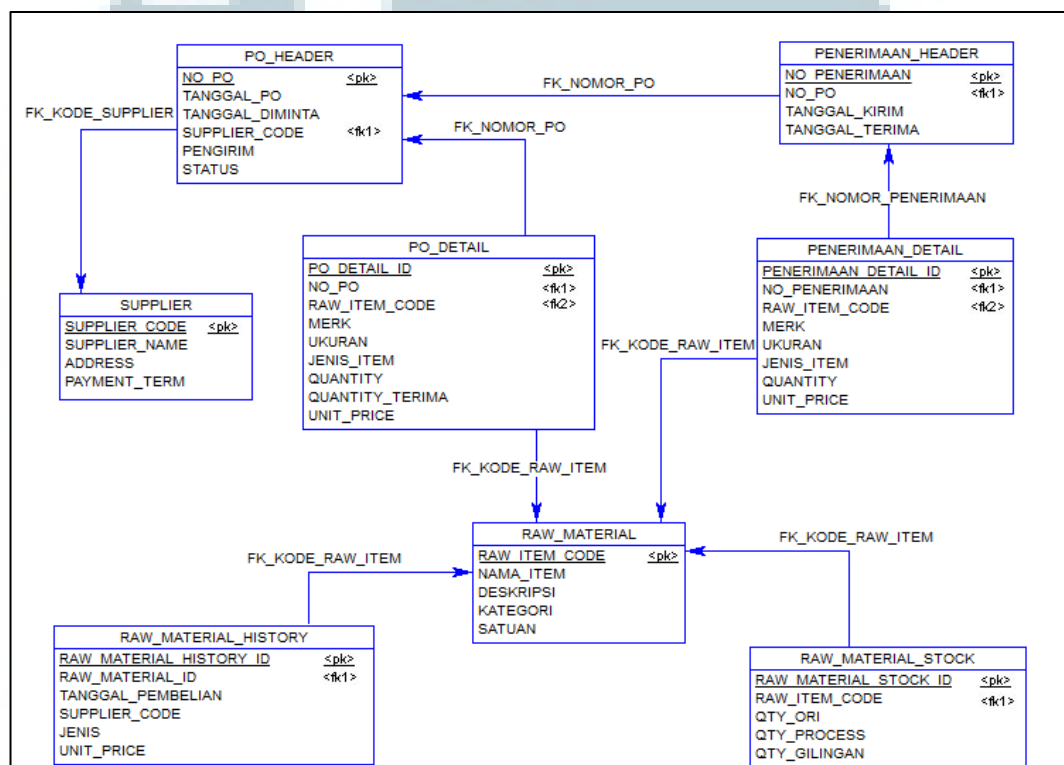 PO_HEADER
NO_PO <pk>
TANGGAL_PO
TANGGAL_DIMINTA
SUPPLIER_CODE <fk1>
PENGIRIM
STATUS
PENERIMAAN_HEADER
NO_PENERIMAAN <pk>
NO_PO <fk1>
TANGGAL_KIRIM
TANGGAL_TERIMA
FK_NOMOR_PO
FK_KODE_SUPPLIER
FK_NOMOR_PO
FK_NOMOR_PENERIMAAN
PO_DETAIL
PO_DETAIL_ID <pk>
NO_PO <fk1>
RAW_ITEM_CODE <fk2>
MERK
UKURAN
JENIS_ITEM
QUANTITY
QUANTITY_TERIMA
UNIT_PRICE
PENERIMAAN_DETAIL
PENERIMAAN_DETAIL_ID <pk>
NO_PENERIMAAN <fk1>
RAW_ITEM_CODE <fk2>
MERK
UKURAN
JENIS_ITEM
QUANTITY
UNIT_PRICE
SUPPLIER
SUPPLIER_CODE <pk>
SUPPLIER_NAME
ADDRESS
PAYMENT_TERM
FK_KODE_RAW_ITEM
FK_KODE_RAW_ITEM
RAW_MATERIAL
RAW_ITEM_CODE <pk>
NAMA_ITEM
DESKRIPSI
KATEGORI
SATUAN
FK_KODE_RAW_ITEM
FK_KODE_RAW_ITEM
RAW_MATERIAL_HISTORY
RAW_MATERIAL_HISTORY_ID <pk>
RAW_MATERIAL_ID <fk1>
TANGGAL_PEMBELIAN
SUPPLIER_CODE
JENIS
UNIT_PRICE
RAW_MATERIAL_STOCK
RAW_MATERIAL_STOCK_ID <pk>
RAW_ITEM_CODE <fk1>
QTY_ORI
QTY_PROCESS
QTY_GILINGAN